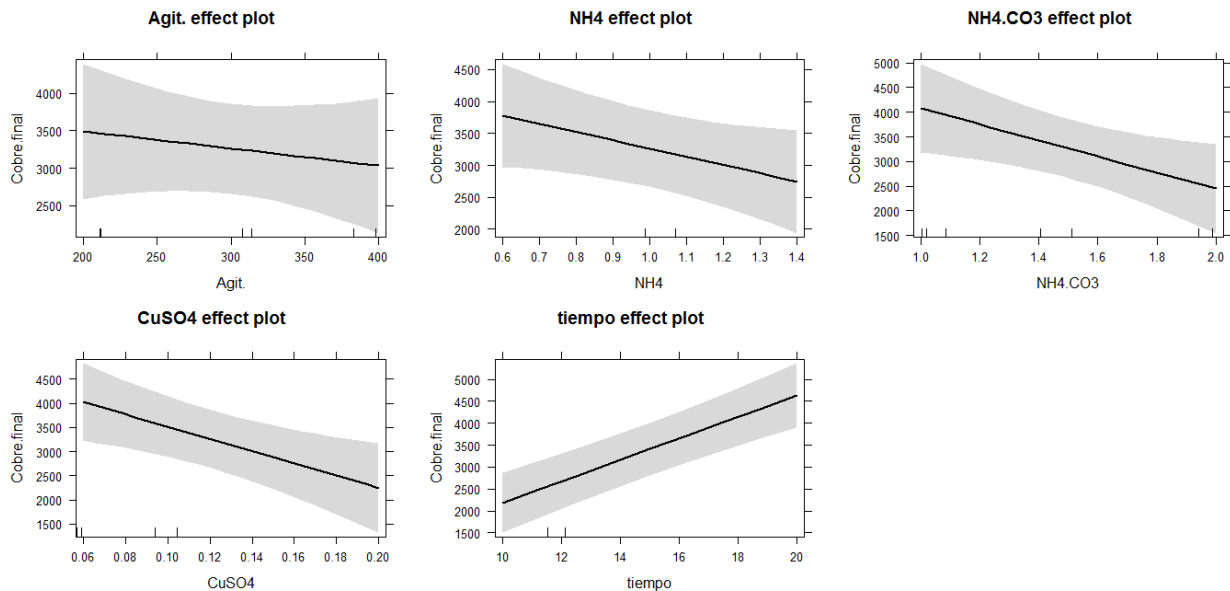 Agit. effect plot
Cobre.final
4000
3500
3000
2500
200 250 300 350 400
Agit.
NH4 effect plot
Cobre.final
4500
4000
3500
3000
2500
2000
0.6 0.7 0.8 0.9 1.0 1.1 1.2 1.3 1.4
NH4
NH4.CO3 effect plot
Cobre.final
5000
4500
4000
3500
3000
2500
2000
1500
1.0 1.2 1.4 1.6 1.8 2.0
NH4.CO3
CuSO4 effect plot
Cobre.final
4500
4000
3500
3000
2500
2000
1500
0.06 0.08 0.10 0.12 0.14 0.16 0.18 0.20
CuSO4
tiempo effect plot
Cobre.final
5000
4500
4000
3500
3000
2500
2000
1500
10 12 14 16 18 20
tiempo